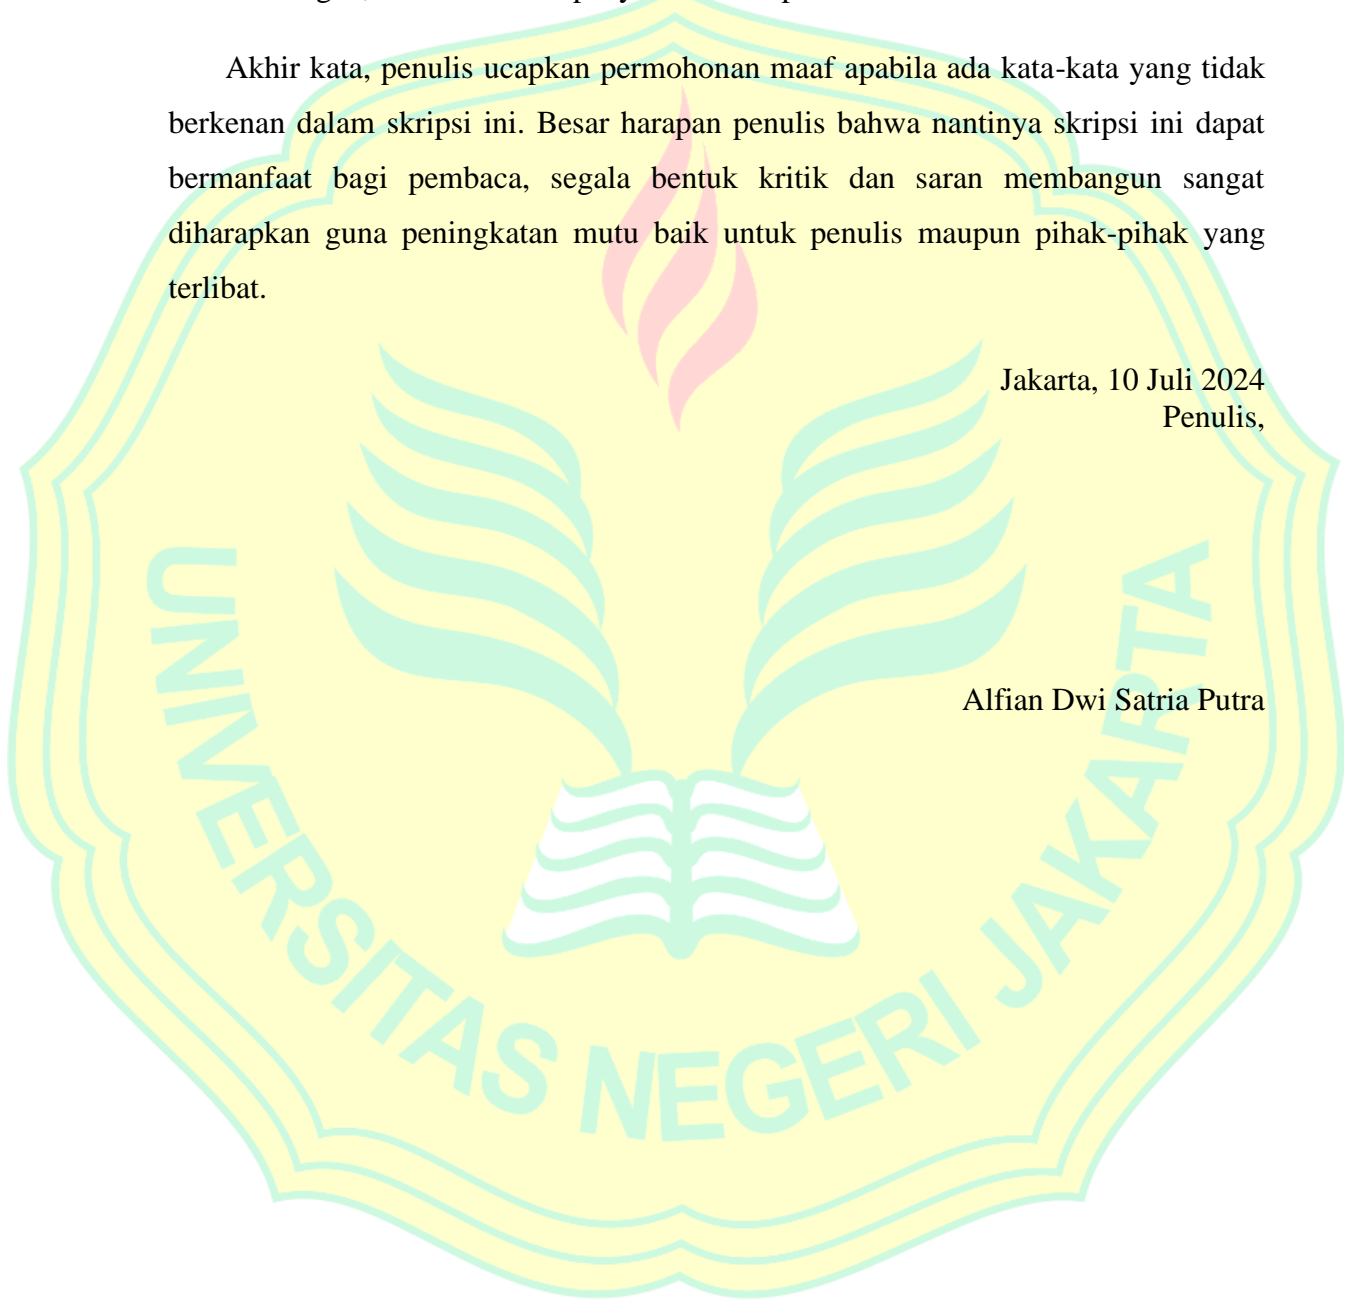 Akhir kata, penulis ucapkan permohonan maaf apabila ada kata-kata yang tidak
berkenan dalam skripsi ini. Besar harapan penulis bahwa nantinya skripsi ini dapat
bermanfaat bagi pembaca, segala bentuk kritik dan saran membangun sangat
diharapkan guna peningkatan mutu baik untuk penulis maupun pihak-pihak yang
terlibat.
Jakarta, 10 Juli 2024
Penulis,
Alfian Dwi Satria Putra
UNIVERSITAS NEGERI JAKARTA